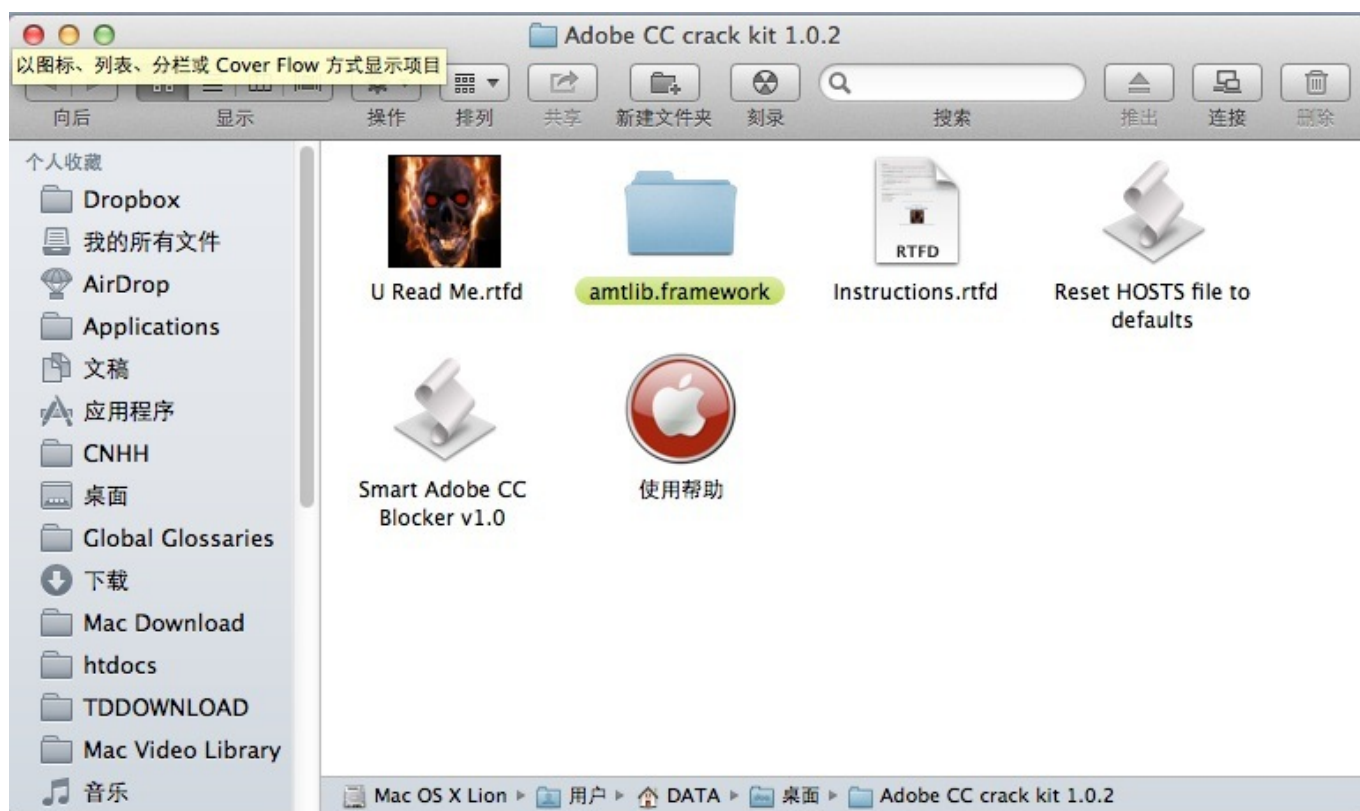 Adobe CC crack kit 1.0.2
以图标、列表、分栏或 Cover Flow 方式显示项目
向后 显示 操作 排列 共享 新建文件夹 刻录 搜索 推出 连接 删除
个人收藏
Dropbox
我的所有文件
AirDrop
Applications
文稿
应用程序
CNHH
桌面
Global Glossaries
下载
Mac Download
htdocs
TDDOWNLOAD
Mac Video Library
音乐
RTFD
U Read Me.rtfd
amtlib.framework
Instructions.rtfd
Reset HOSTS file to
defaults
Smart Adobe CC
Blocker v1.0
使用帮助
Mac OS X Lion ▸ 用户 ▸ DATA ▸ 桌面 ▸ Adobe CC crack kit 1.0.2